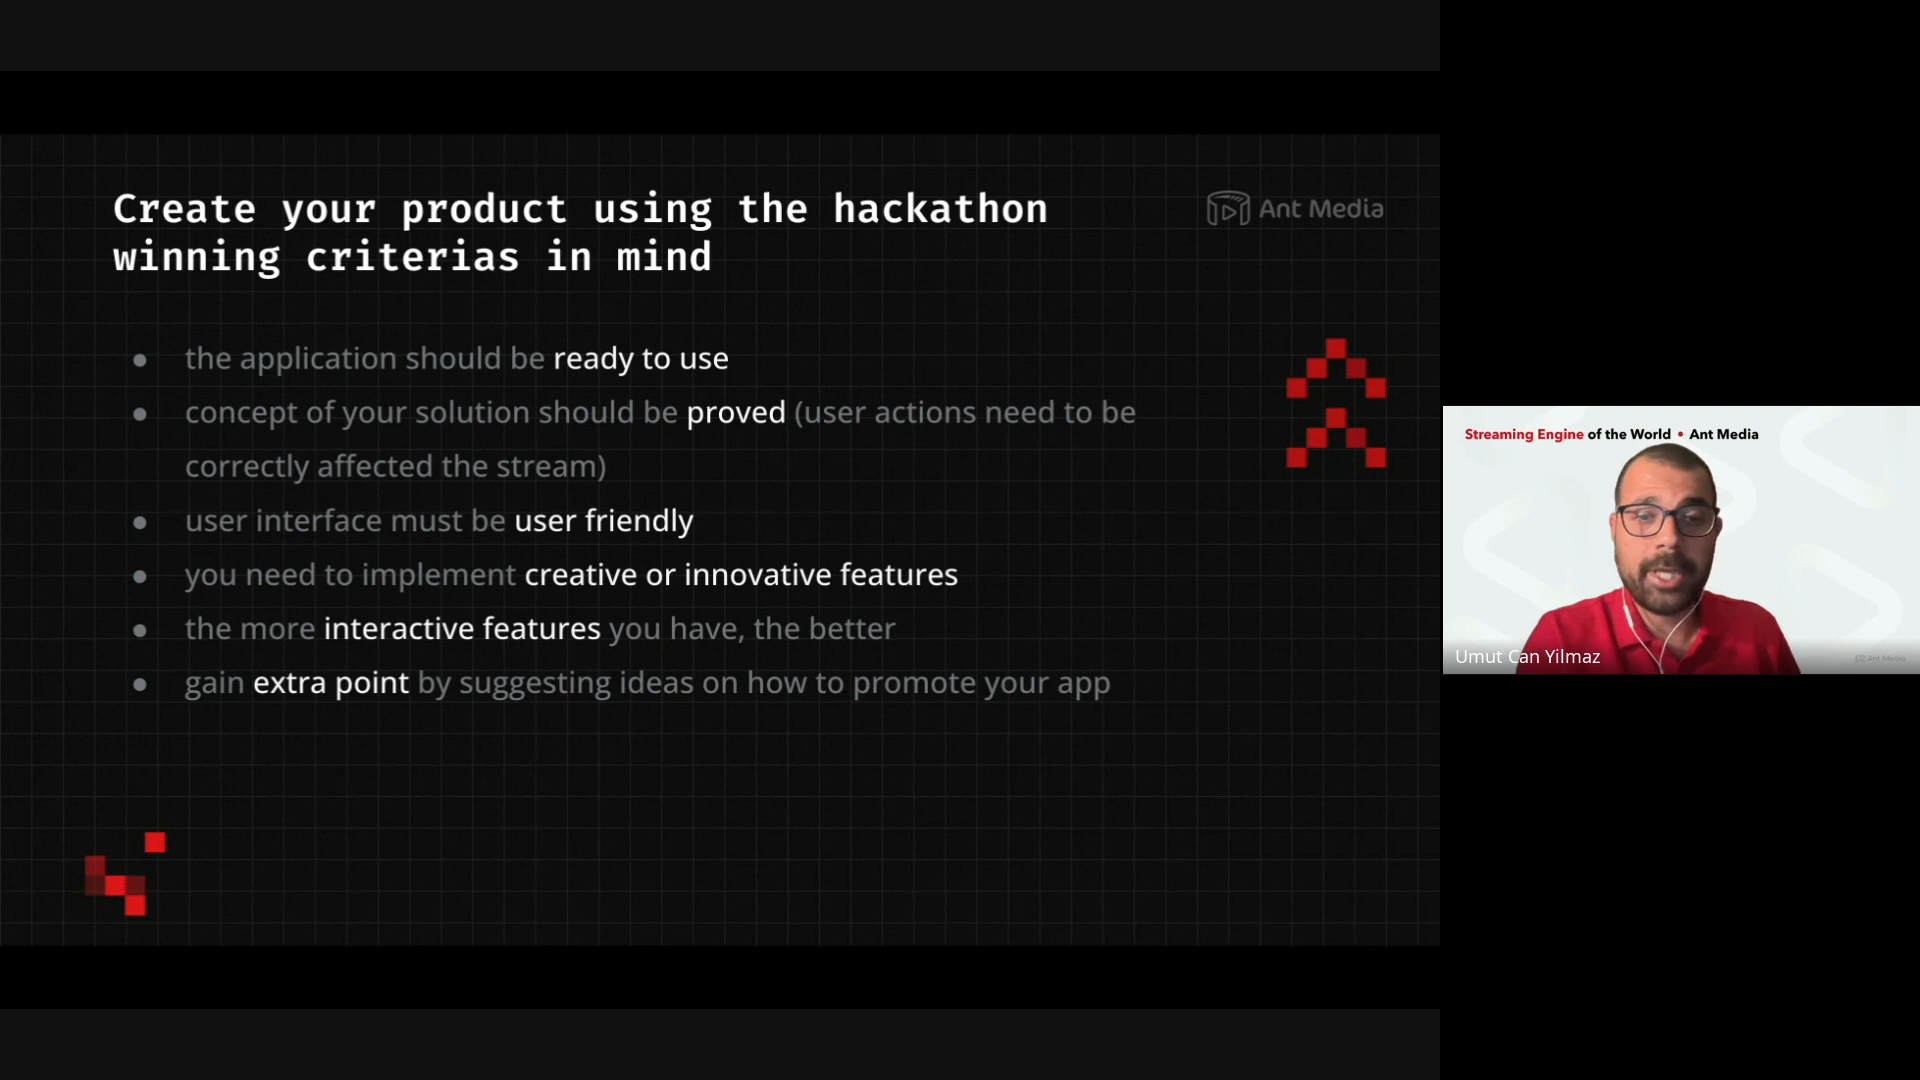 Create your product using the hackathon
winning criterias in mind
Ant Media
● the application should be ready to use
● concept of your solution should be proved (user actions need to be
correctly affected the stream)
● user interface must be user friendly
● you need to implement creative or innovative features
● the more interactive features you have, the better
● gain extra point by suggesting ideas on how to promote your app
Streaming Engine of the World • Ant Media
Umut Can Yilmaz
Ant Media